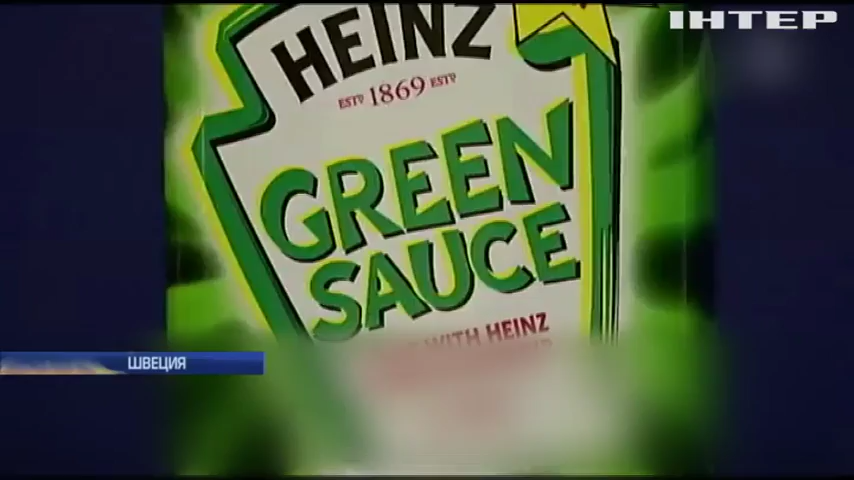 ІНТЕР
HEINZ
ESTD 1869 ESTD
GREEN
SAUCE
WITH HEINZ
ШВЕЦИЯ